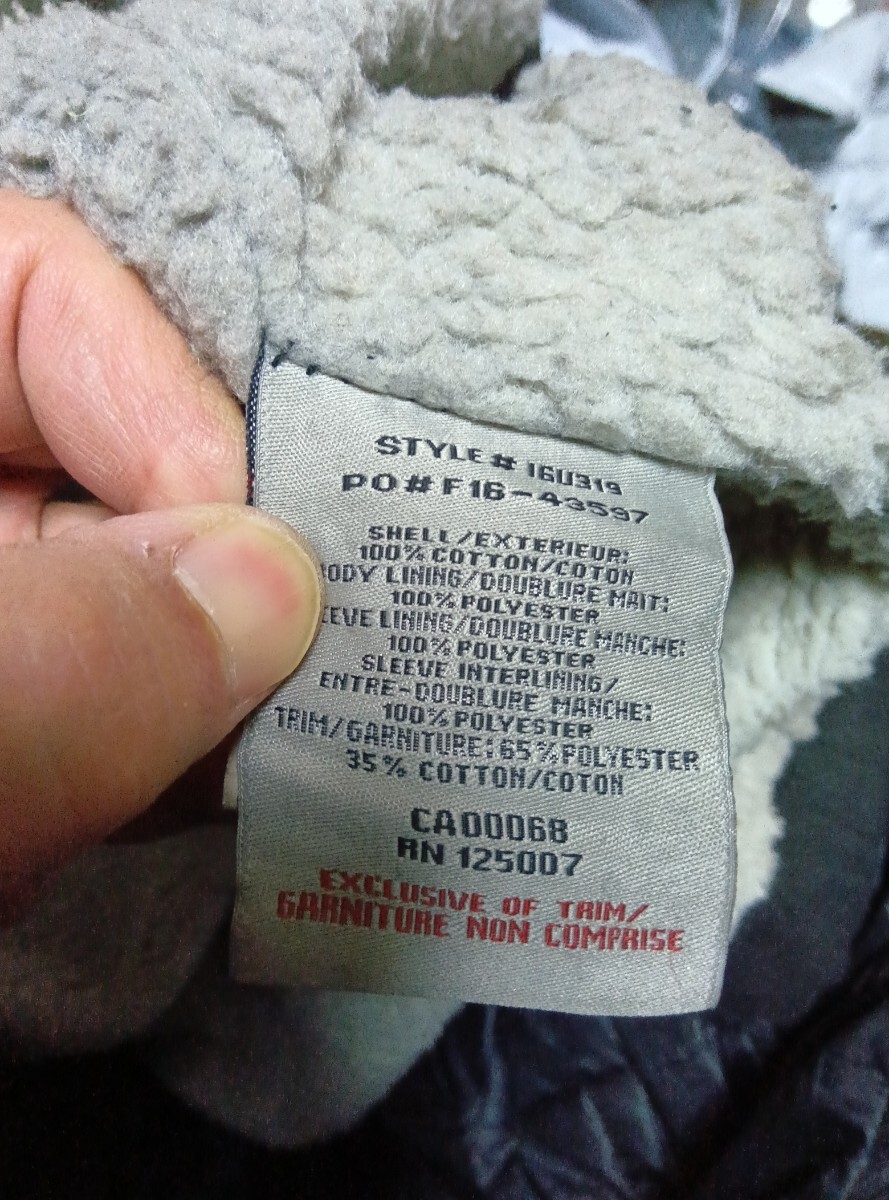 STYLE # 16U319
PO# F16-43597
SHELL/EXTERIEUR:
100% COTTON/COTON
ODY LINING/DOUBLURE MAIT:
100% POLYESTER
EVE LINING/DOUBLURE MANCHE:
100% POLYESTER
SLEEVE INTERLINING/
ENTRE-DOUBLURE MANCHE:
100% POLYESTER
TRIM/GARNITURE: 65% POLYESTER
35% COTTON/COTON
CA00068
RN 125007
EXCLUSIVE OF TRIM/
GARNITURE NON COMPRISE